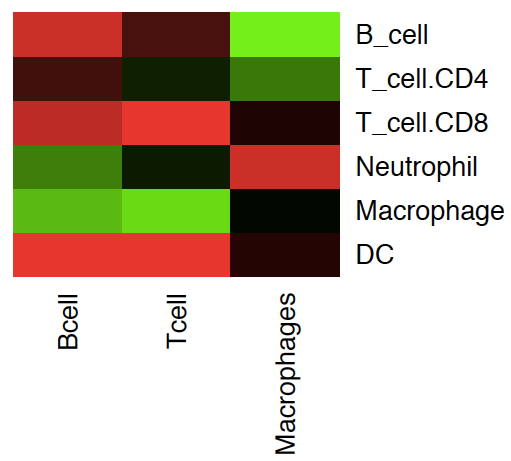 B_cell
T_cell.CD4
T_cell.CD8
Neutrophil
Macrophage
DC
Bcell
Tcell
Macrophages